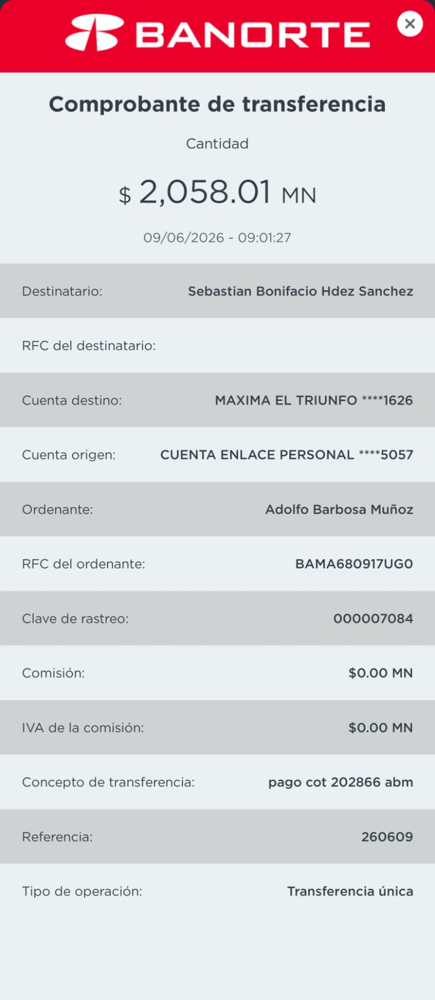 BANORTE
Comprobante de transferencia
Cantidad
$ 2,058.01 MN
09/06/2026 - 09:01:27
Destinatario: Sebastian Bonifacio Hdez Sanchez
RFC del destinatario:
Cuenta destino: MAXIMA EL TRIUNFO ****1626
Cuenta origen: CUENTA ENLACE PERSONAL ****5057
Ordenante: Adolfo Barbosa Muñoz
RFC del ordenante: BAMA680917UG0
Clave de rastreo: 000007084
Comisión: $0.00 MN
IVA de la comisión: $0.00 MN
Concepto de transferencia: pago cot 202866 abm
Referencia: 260609
Tipo de operación: Transferencia única